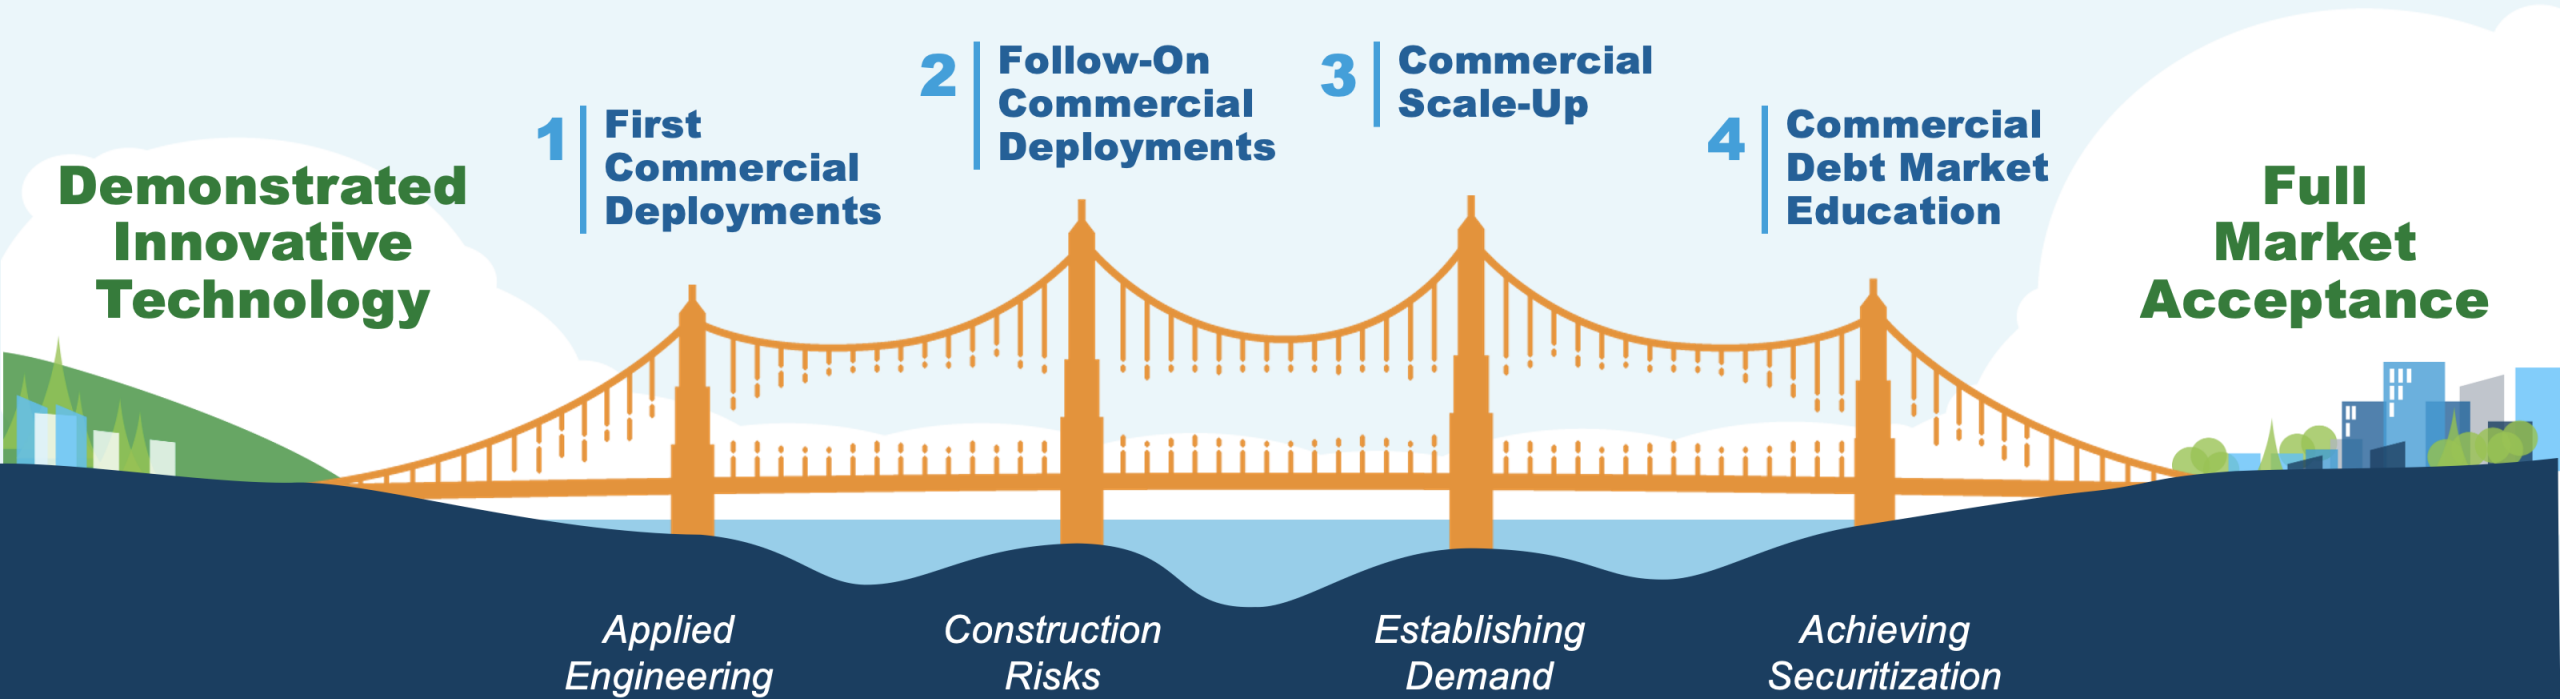 Demonstrated
Innovative
Technology
1
First
Commercial
Deployments
2
Follow-On
Commercial
Deployments
3
Commercial
Scale-Up
4
Commercial
Debt Market
Education
Full
Market
Acceptance
Applied
Engineering
Construction
Risks
Establishing
Demand
Achieving
Securitization